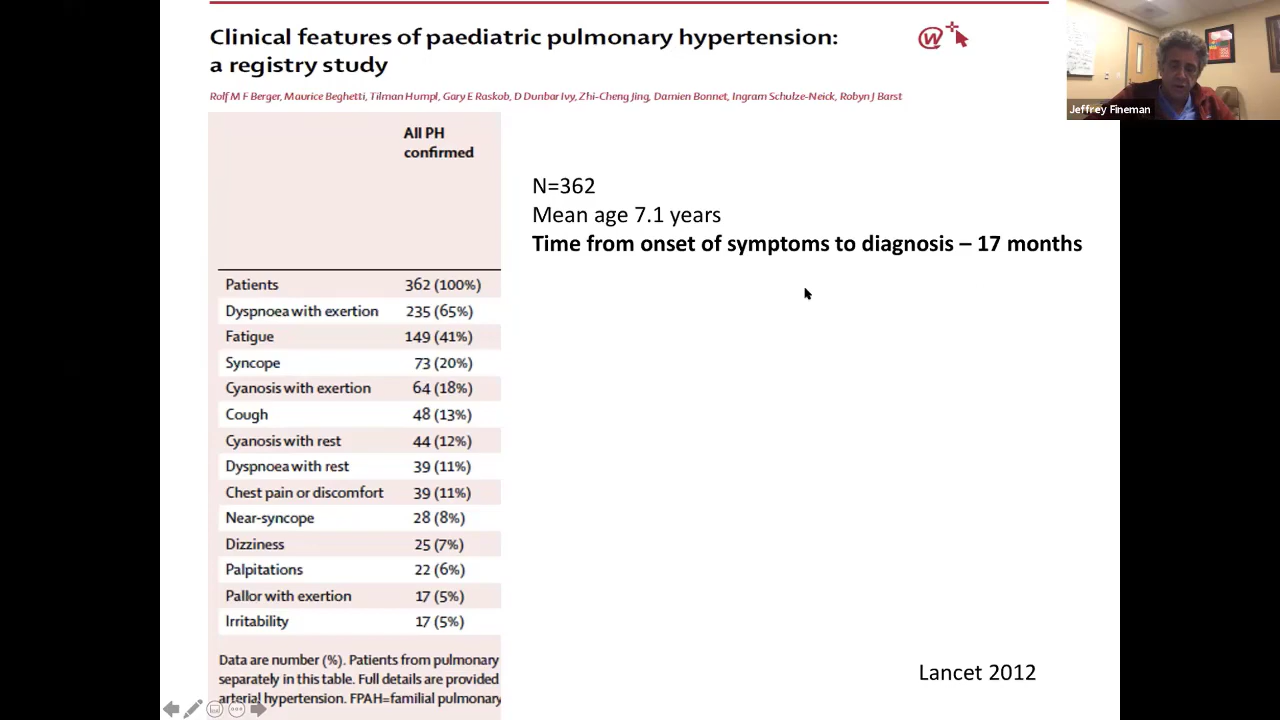 Clinical features of paediatric pulmonary hypertension:
a registry study
Rolf M F Berger, Maurice Beghetti, Tilman Humpl, Gary E Raskob, D Dunbar Ivy, Zhi-Cheng Jing, Damien Bonnet, Ingram Schulze-Neick, Robyn J Barst
W
Jeffrey Fineman
All PH
confirmed
Patients 362 (100%)
Dyspnoea with exertion 235 (65%)
Fatigue 149 (41%)
Syncope 73 (20%)
Cyanosis with exertion 64 (18%)
Cough 48 (13%)
Cyanosis with rest 44 (12%)
Dyspnoea with rest 39 (11%)
Chest pain or discomfort 39 (11%)
Near-syncope 28 (8%)
Dizziness 25 (7%)
Palpitations 22 (6%)
Pallor with exertion 17 (5%)
Irritability 17 (5%)
Data are number (%). Patients from pulmonary
separately in this table. Full details are provided
arterial hypertension. FPAH=familial pulmonary
N=362
Mean age 7.1 years
Time from onset of symptoms to diagnosis – 17 months
Lancet 2012